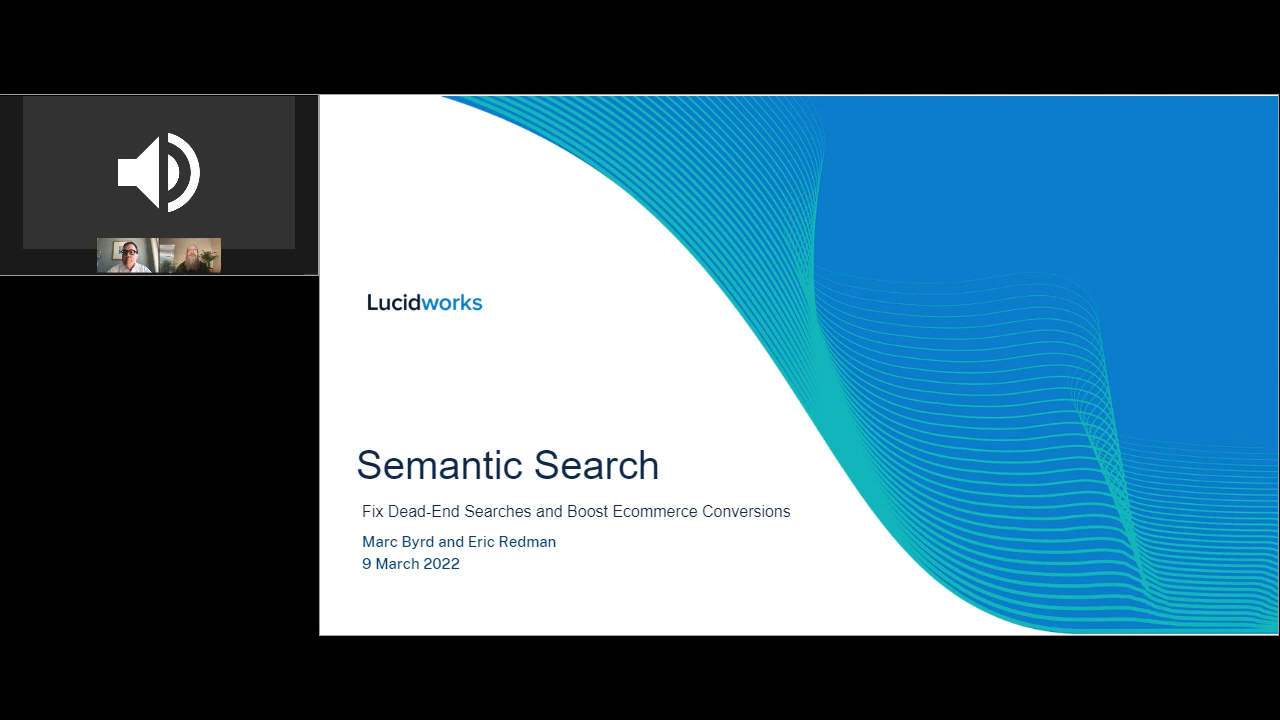 Lucidworks
Semantic Search
Fix Dead-End Searches and Boost Ecommerce Conversions
Marc Byrd and Eric Redman
9 March 2022